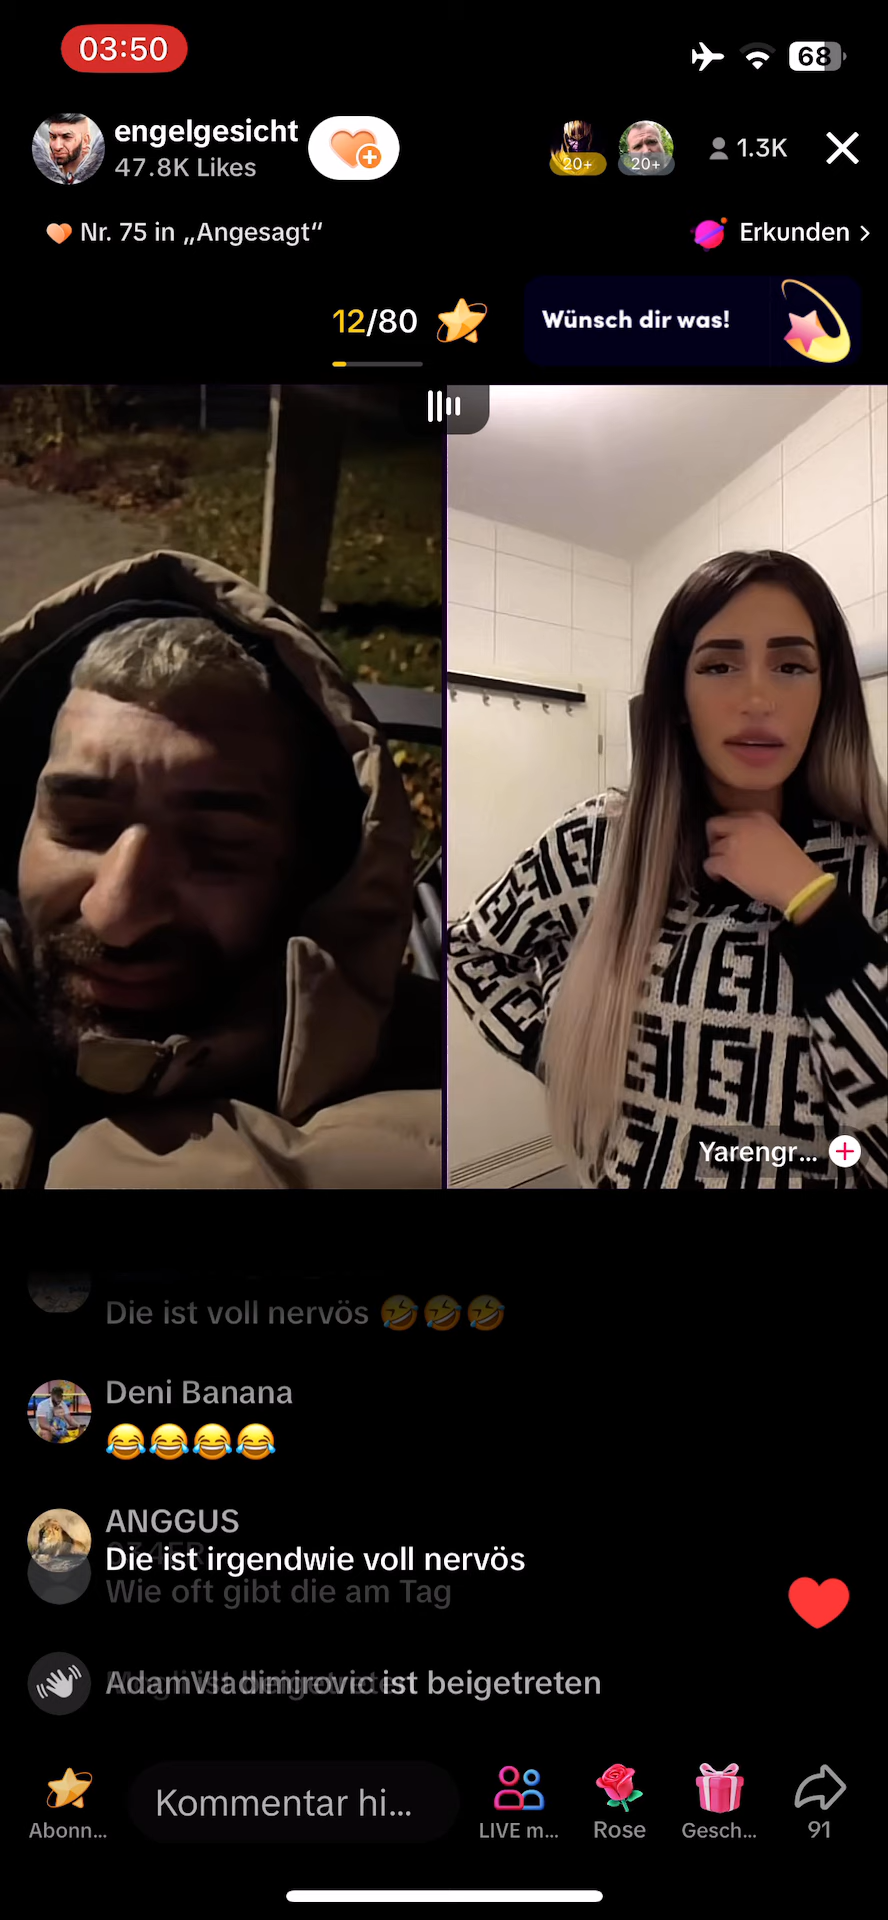 03:50
68
engelgesicht
47.8K Likes
20+
20+
1.3K
Nr. 75 in „Angesagt“
Erkunden >
12/80
Wünsch dir was!
Yarengr...
Die ist voll nervös 🤣🤣🤣
Deni Banana
😂😂😂😂
ANGGUS
Die ist irgendwie voll nervös
Wie oft gibt die am Tag
AdamVladimirovic ist beigetreten
Kommentar hi...
Abonn...
LIVE m...
Rose
Gesch...
91